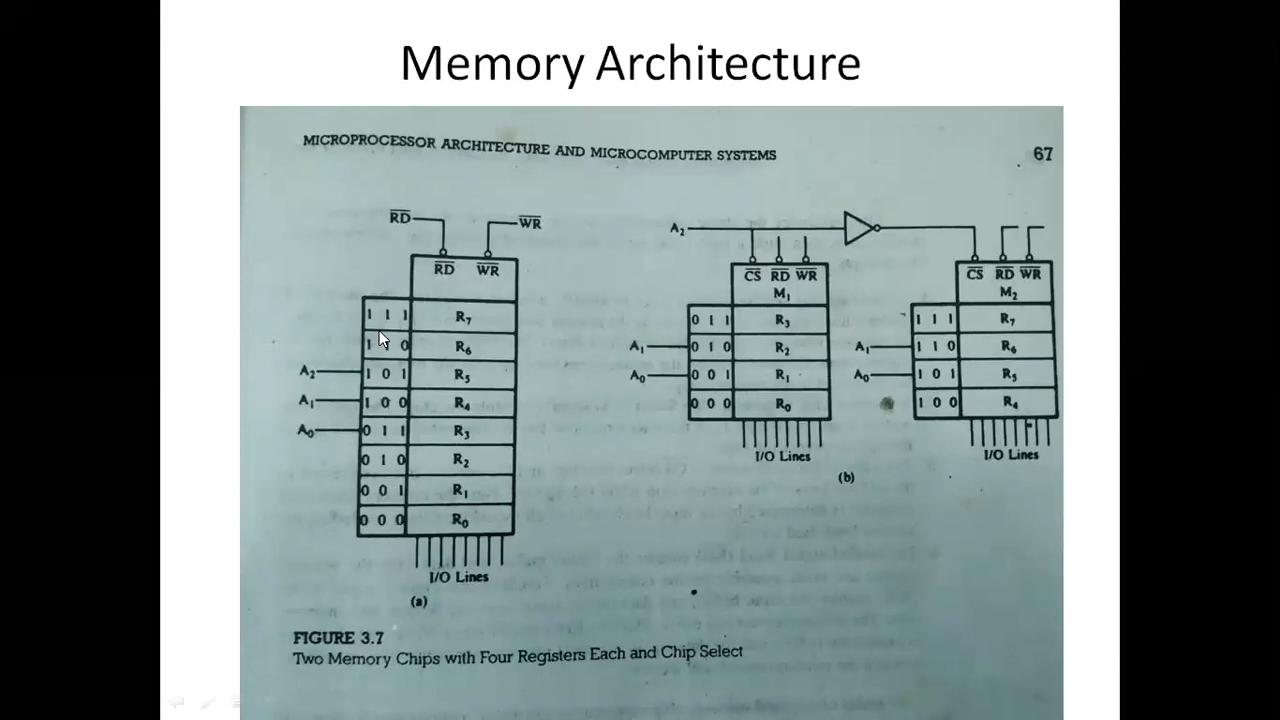 Memory Architecture
MICROPROCESSOR ARCHITECTURE AND MICROCOMPUTER SYSTEMS 67
RD WR
RD WR
1 1 1 R7
1 1 0 R6
A2 1 0 1 R5
A1 1 0 0 R4
A0 0 1 1 R3
0 1 0 R2
0 0 1 R1
0 0 0 R0
I/O Lines
(a)
A2
CS RD WR
M1
0 1 1 R3
A1 0 1 0 R2
A0 0 0 1 R1
0 0 0 R0
I/O Lines
CS RD WR
M2
1 1 1 R7
A1 1 1 0 R6
A0 1 0 1 R5
1 0 0 R4
I/O Lines
(b)
FIGURE 3.7
Two Memory Chips with Four Registers Each and Chip Select